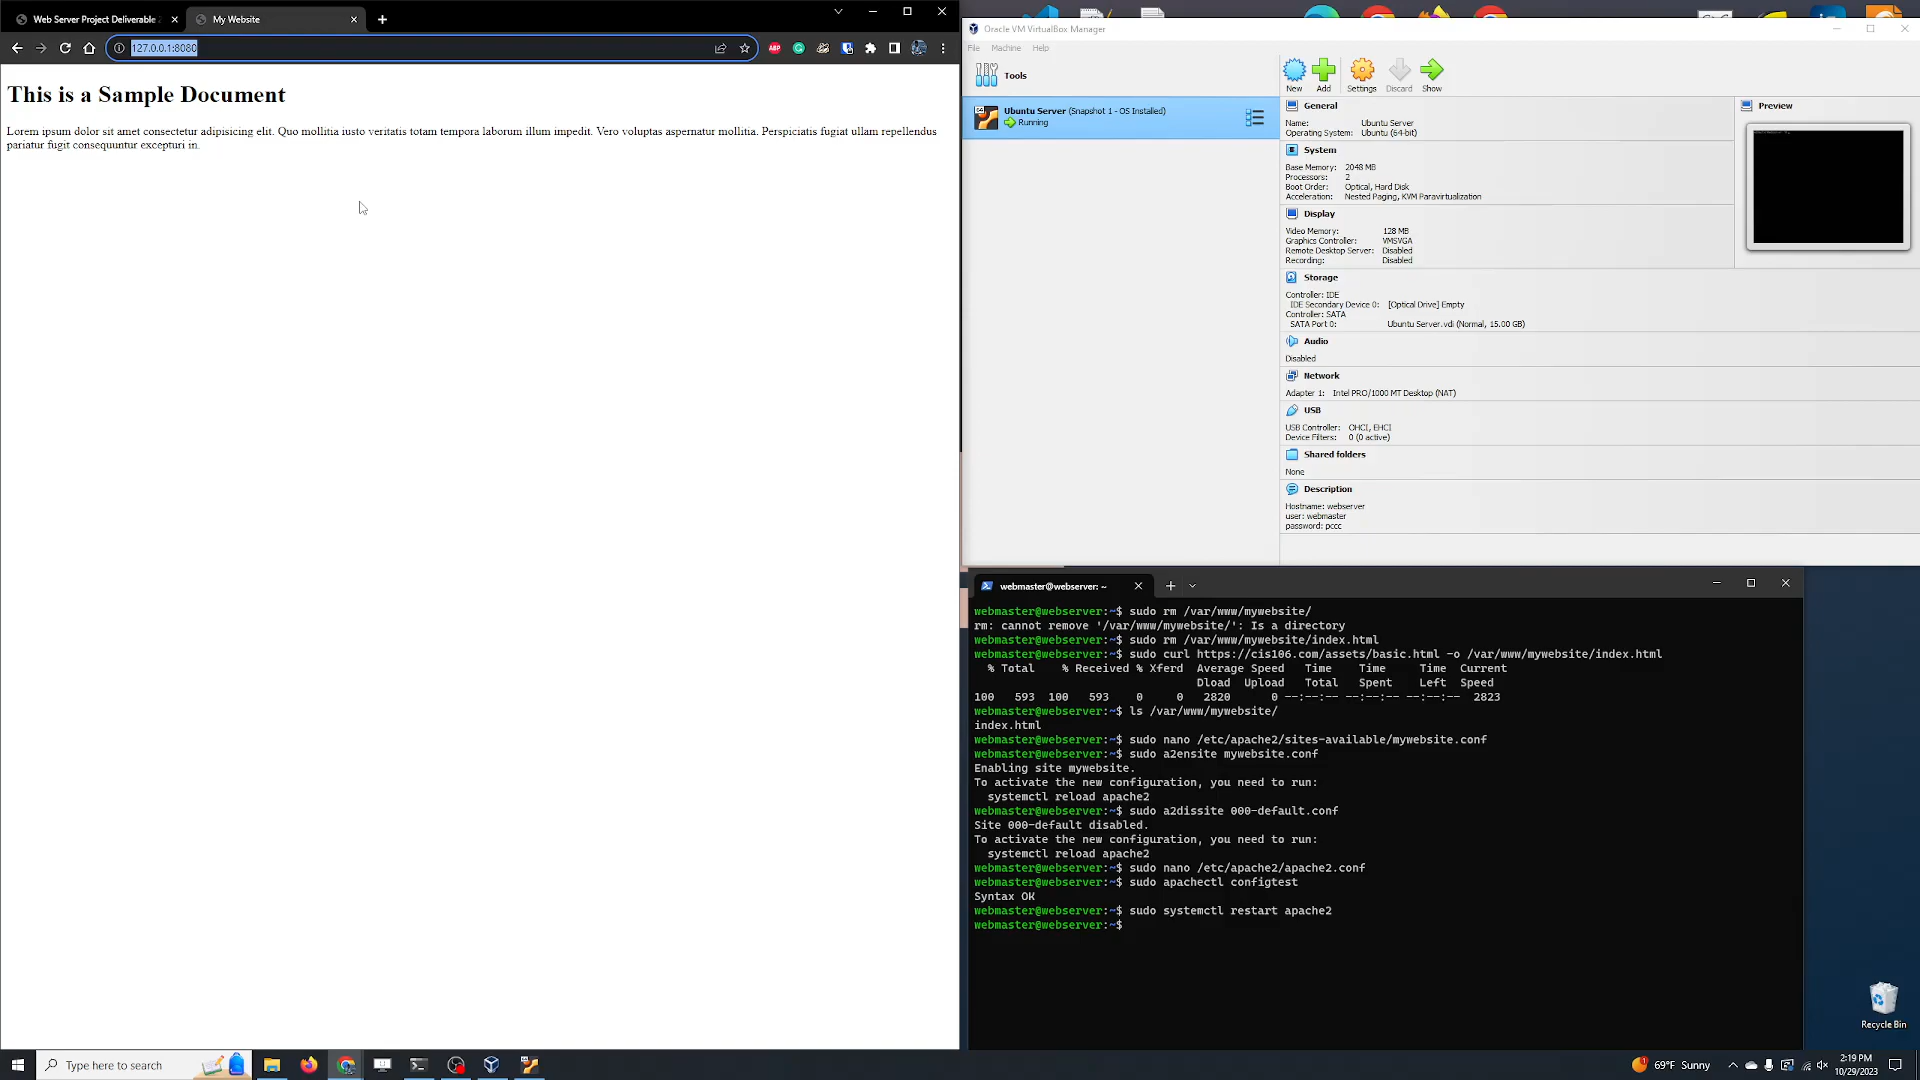 Web Server Project Deliverable 2
My Website
127.0.0.1:8080
ABP
This is a Sample Document
Lorem ipsum dolor sit amet consectetur adipisicing elit. Quo mollitia iusto veritatis totam tempora laborum illum impedit. Vero voluptas aspernatur mollitia. Perspiciatis fugiat ullam repellendus
pariatur fugit consequuntur excepturi in.
Oracle VM VirtualBox Manager
File Machine Help
Tools
New Add Settings Discard Show
Ubuntu Server (Snapshot 1 - OS Installed)
Running
General
Name: Ubuntu Server
Operating System: Ubuntu (64-bit)
System
Base Memory: 2048 MB
Processors: 2
Boot Order: Optical, Hard Disk
Acceleration: Nested Paging, KVM Paravirtualization
Display
Video Memory: 128 MB
Graphics Controller: VMSVGA
Remote Desktop Server: Disabled
Recording: Disabled
Storage
Controller: IDE
IDE Secondary Device 0: [Optical Drive] Empty
Controller: SATA
SATA Port 0: Ubuntu Server.vdi (Normal, 15.00 GB)
Audio
Disabled
Network
Adapter 1: Intel PRO/1000 MT Desktop (NAT)
USB
USB Controller: OHCI, EHCI
Device Filters: 0 (0 active)
Shared folders
None
Description
Hostname: webserver
user: webmaster
password: pccc
Preview
webmaster@webserver: ~
webmaster@webserver:~$ sudo rm /var/www/mywebsite/
rm: cannot remove '/var/www/mywebsite/': Is a directory
webmaster@webserver:~$ sudo rm /var/www/mywebsite/index.html
webmaster@webserver:~$ sudo curl https://cis106.com/assets/basic.html -o /var/www/mywebsite/index.html
% Total % Received % Xferd Average Speed Time Time Time Current
Dload Upload Total Spent Left Speed
100 593 100 593 0 0 2820 0 --:--:-- --:--:-- --:--:-- 2823
webmaster@webserver:~$ ls /var/www/mywebsite/
index.html
webmaster@webserver:~$ sudo nano /etc/apache2/sites-available/mywebsite.conf
webmaster@webserver:~$ sudo a2ensite mywebsite.conf
Enabling site mywebsite.
To activate the new configuration, you need to run:
systemctl reload apache2
webmaster@webserver:~$ sudo a2dissite 000-default.conf
Site 000-default disabled.
To activate the new configuration, you need to run:
systemctl reload apache2
webmaster@webserver:~$ sudo nano /etc/apache2/apache2.conf
webmaster@webserver:~$ sudo apachectl configtest
Syntax OK
webmaster@webserver:~$ sudo systemctl restart apache2
webmaster@webserver:~$
Recycle Bin
Type here to search
69°F Sunny
2:19 PM
10/29/2023